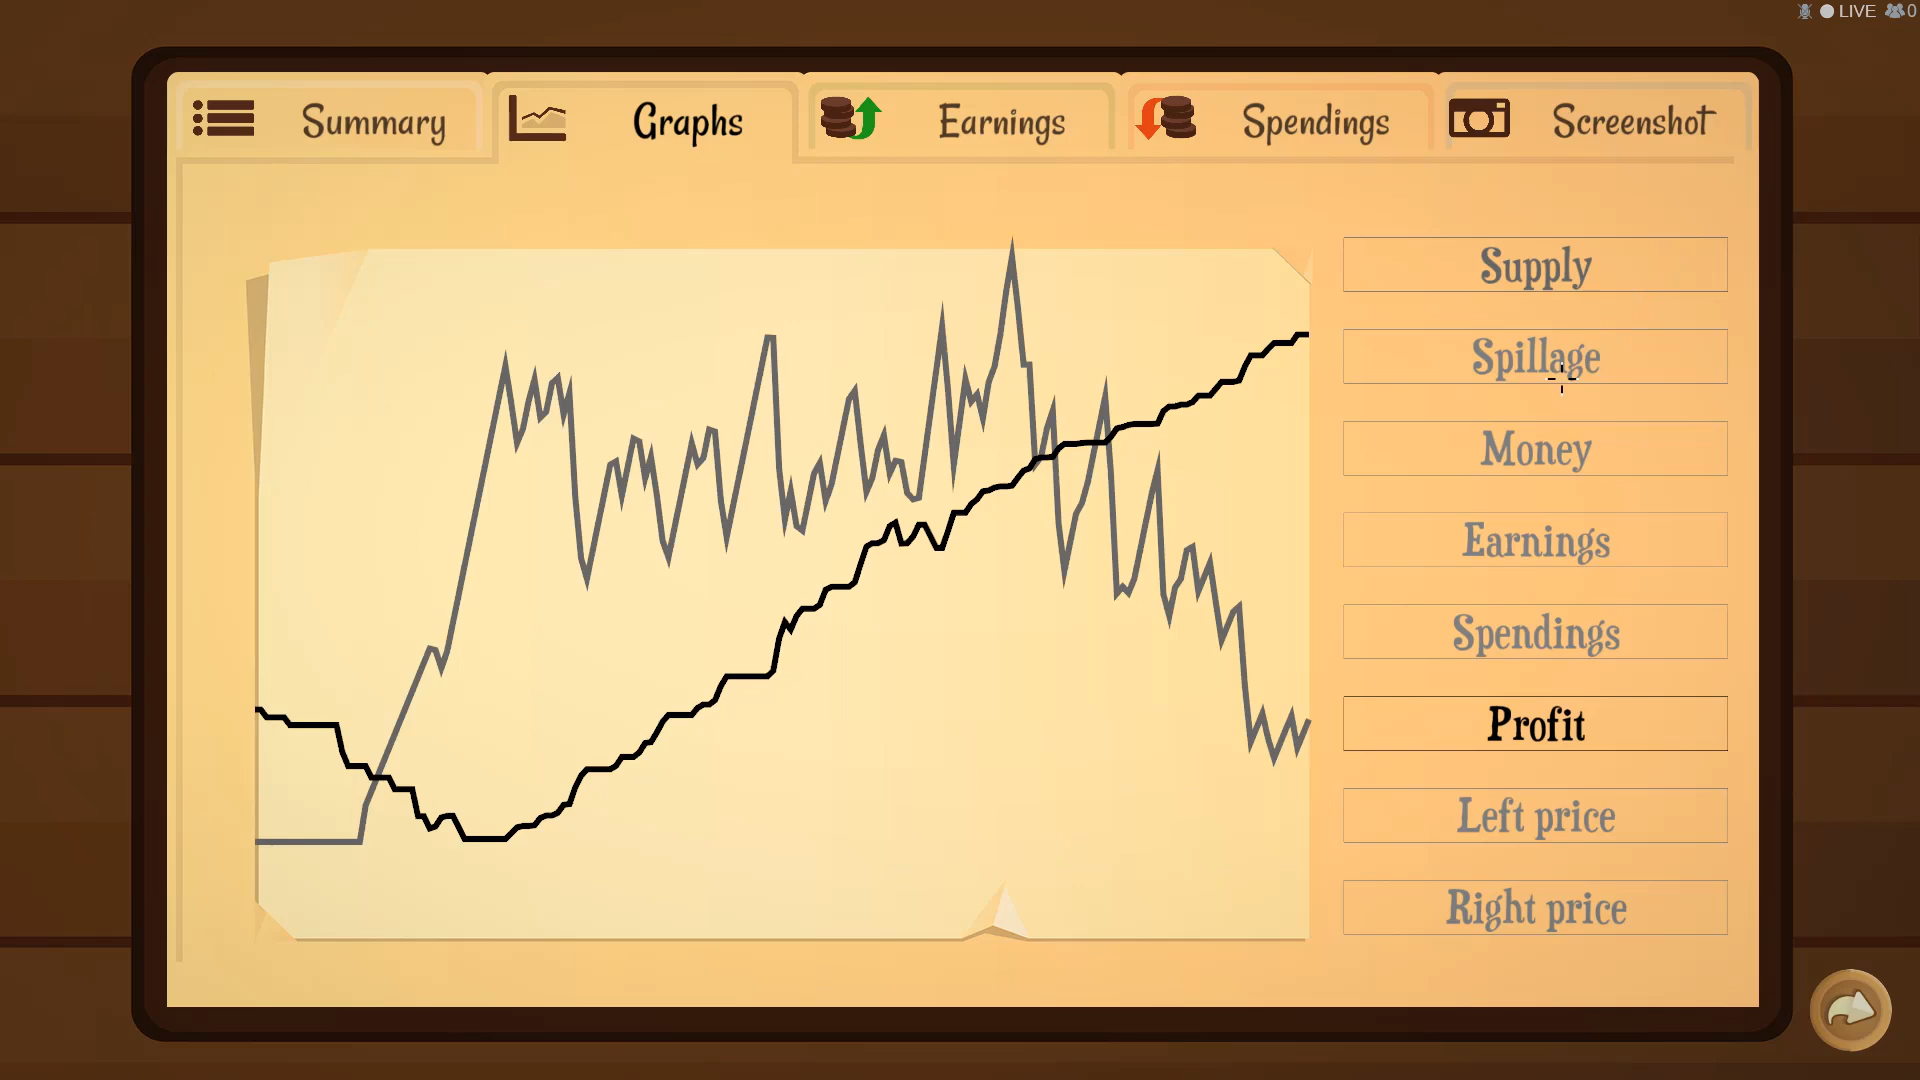 LIVE 0
Summary
Graphs
Earnings
Spendings
Screenshot
Supply
Spillage
Money
Earnings
Spendings
Profit
Left price
Right price